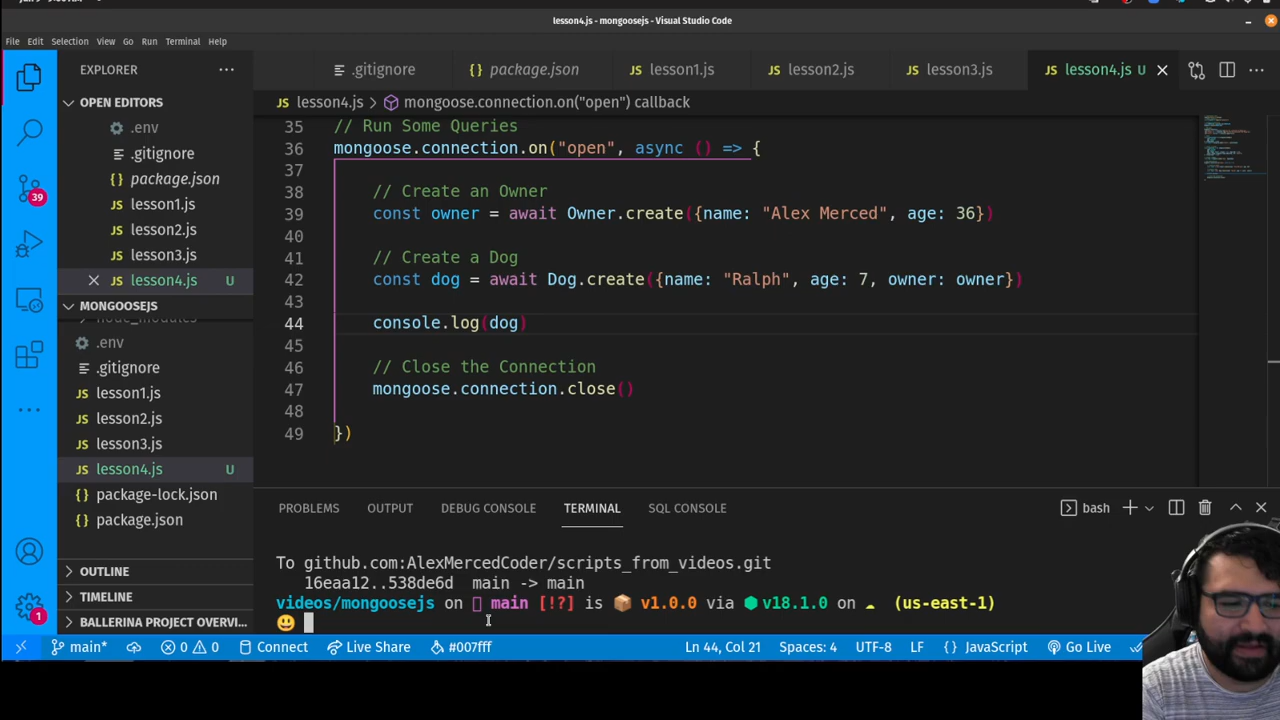 lesson4.js - mongoosejs - Visual Studio Code
File Edit Selection View Go Run Terminal Help
EXPLORER
OPEN EDITORS
.env
.gitignore
package.json
lesson1.js
lesson2.js
lesson3.js
lesson4.js U
MONGOOSEJS
.env
.gitignore
lesson1.js
lesson2.js
lesson3.js
lesson4.js U
package-lock.json
package.json
OUTLINE
TIMELINE
BALLERINA PROJECT OVERVI...
39
1
.gitignore package.json JS lesson1.js JS lesson2.js JS lesson3.js JS lesson4.js U
JS lesson4.js > mongoose.connection.on("open") callback
35 // Run Some Queries
36 mongoose.connection.on("open", async () => {
37
38 // Create an Owner
39 const owner = await Owner.create({name: "Alex Merced", age: 36})
40
41 // Create a Dog
42 const dog = await Dog.create({name: "Ralph", age: 7, owner: owner})
43
44 console.log(dog)
45
46 // Close the Connection
47 mongoose.connection.close()
48
49 })
PROBLEMS OUTPUT DEBUG CONSOLE TERMINAL SQL CONSOLE bash
To github.com:AlexMercedCoder/scripts_from_videos.git
16eaa12..538de6d main -> main
videos/mongoosejs on main [!?] is 📦 v1.0.0 via v18.1.0 on ☁ (us-east-1)
😃
main* 0 0 Connect Live Share #007fff Ln 44, Col 21 Spaces: 4 UTF-8 LF {} JavaScript Go Live